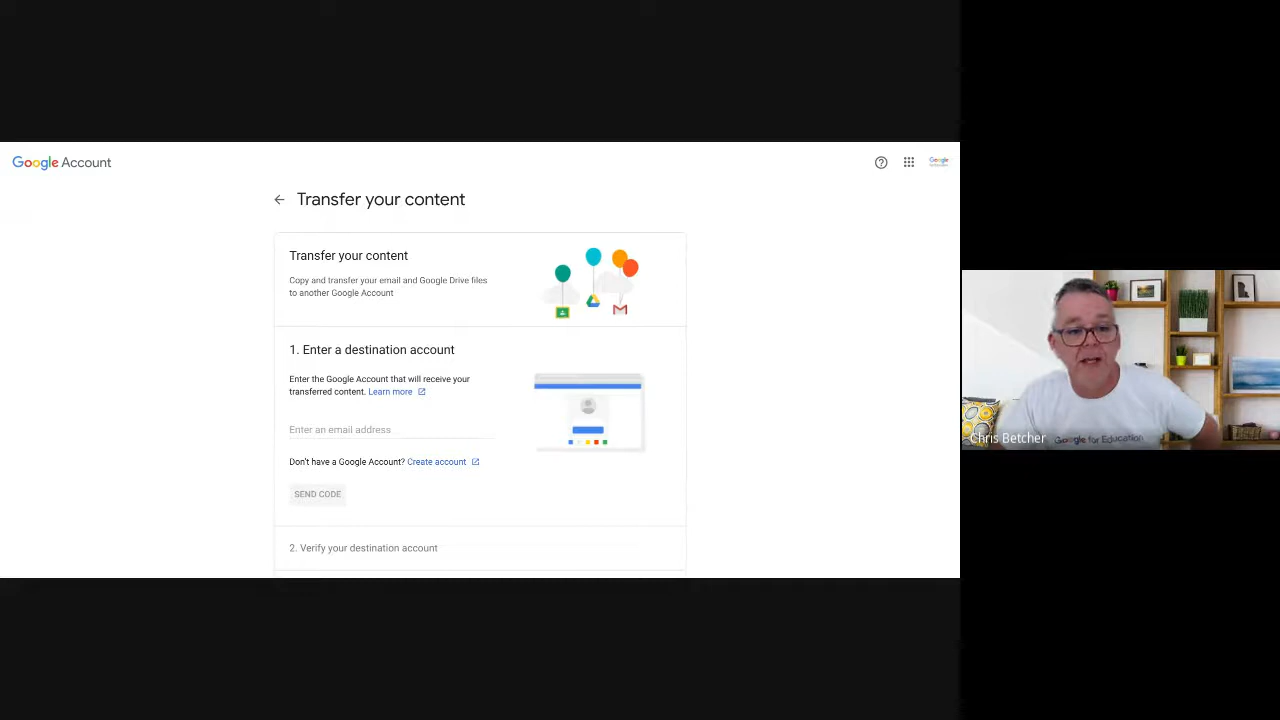 Google Account
Transfer your content
Transfer your content
Copy and transfer your email and Google Drive files
to another Google Account
1. Enter a destination account
Enter the Google Account that will receive your
transferred content. Learn more
Enter an email address
Don't have a Google Account? Create account
SEND CODE
2. Verify your destination account
Chris Betcher
Google for Education